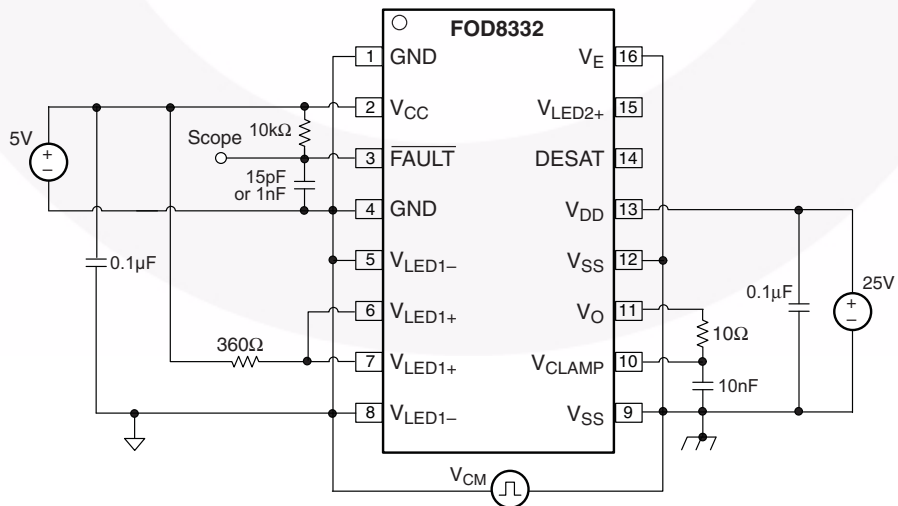 FOD8332
1 GND
2 VCC
3 FAULT
4 GND
5 VLED1–
6 VLED1+
7 VLED1+
8 VLED1–
VE 16
VLED2+ 15
DESAT 14
VDD 13
VSS 12
VO 11
VCLAMP 10
VSS 9
5V
+
–
Scope
10kΩ
15pF
or 1nF
0.1μF
360Ω
25V
+
–
0.1μF
10Ω
10nF
VCM